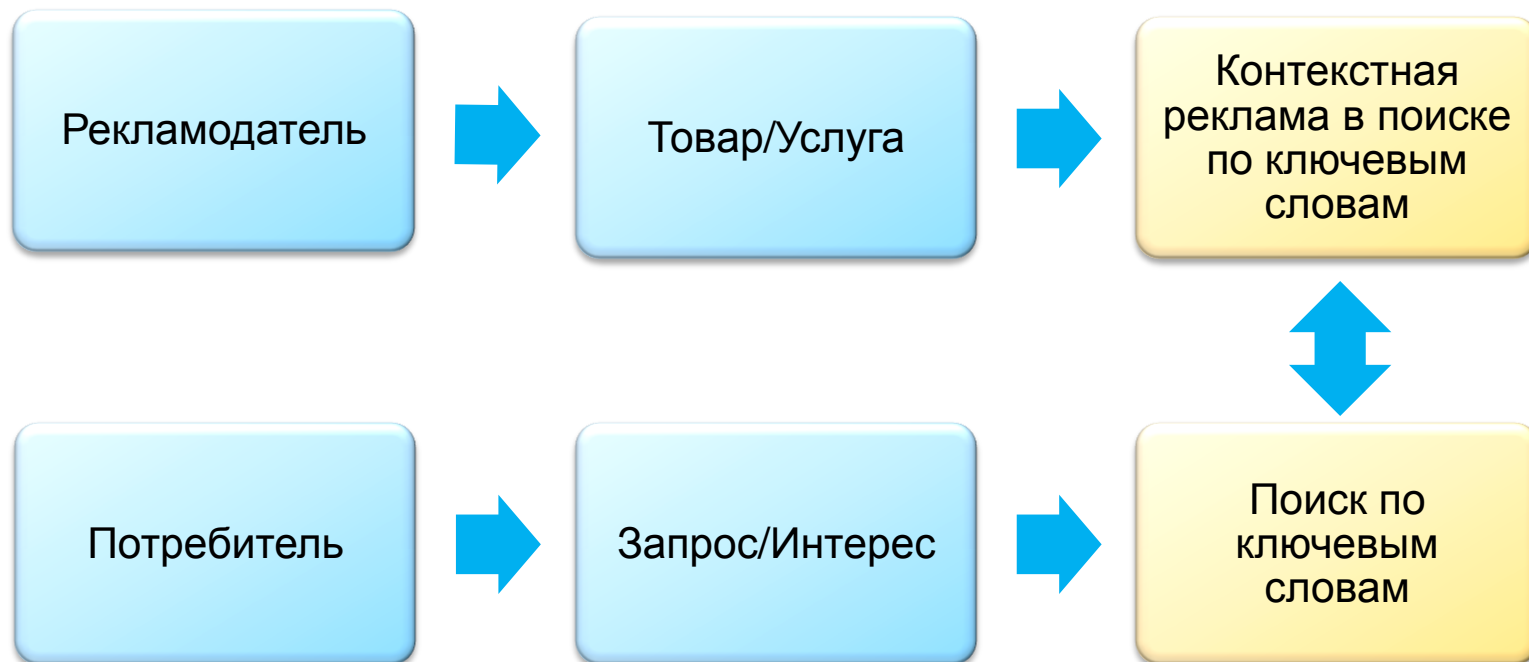 Рекламодатель
Товар/Услуга
Контекстная
реклама в поиске
по ключевым
словам
Потребитель
Запрос/Интерес
Поиск по
ключевым
словам